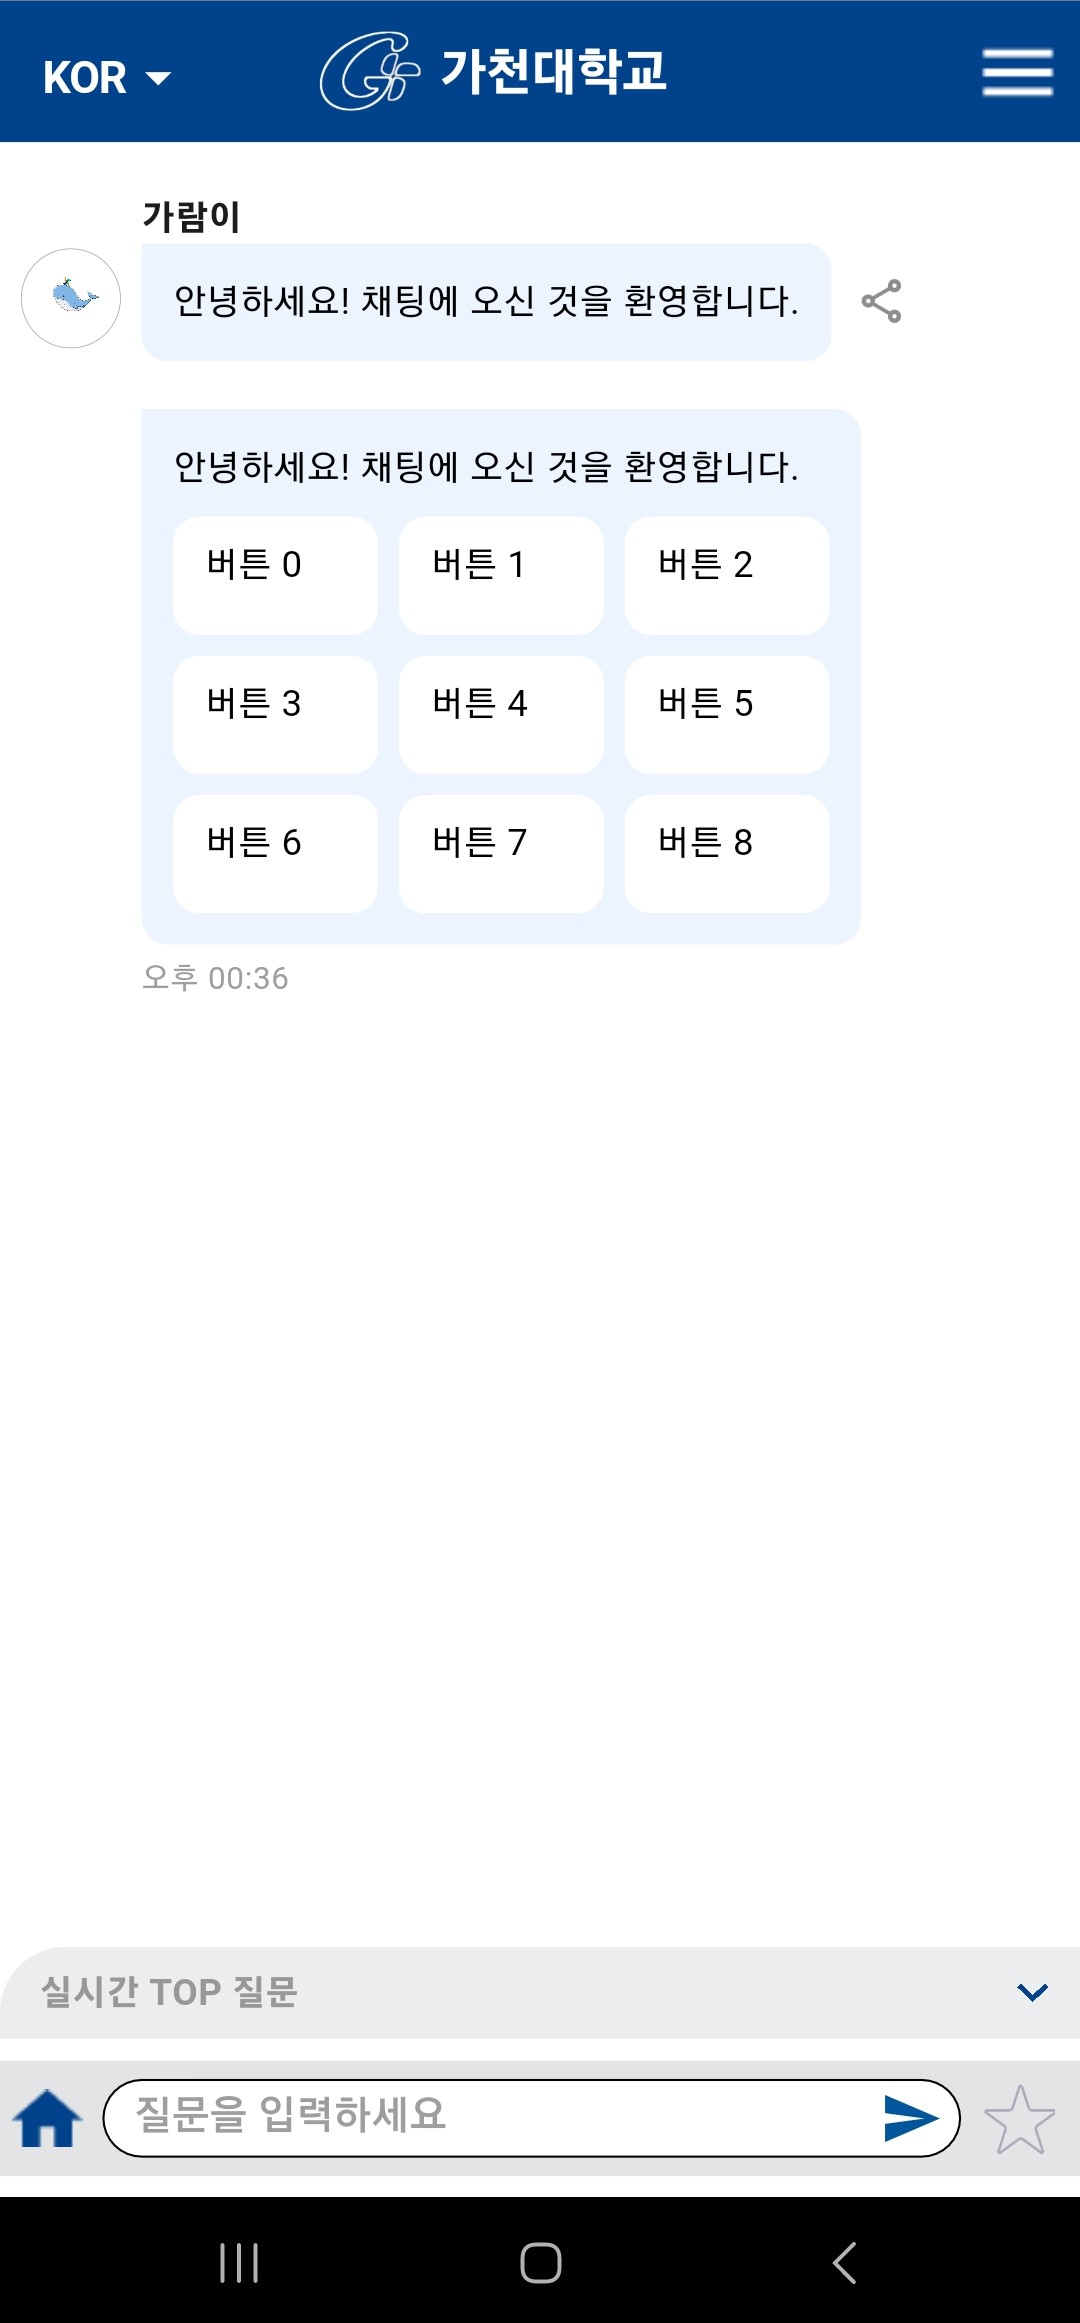 KOR
가천대학교
가람이
안녕하세요! 채팅에 오신 것을 환영합니다.
안녕하세요! 채팅에 오신 것을 환영합니다.
버튼 0 버튼 1 버튼 2
버튼 3 버튼 4 버튼 5
버튼 6 버튼 7 버튼 8
오후 00:36
실시간 TOP 질문
질문을 입력하세요